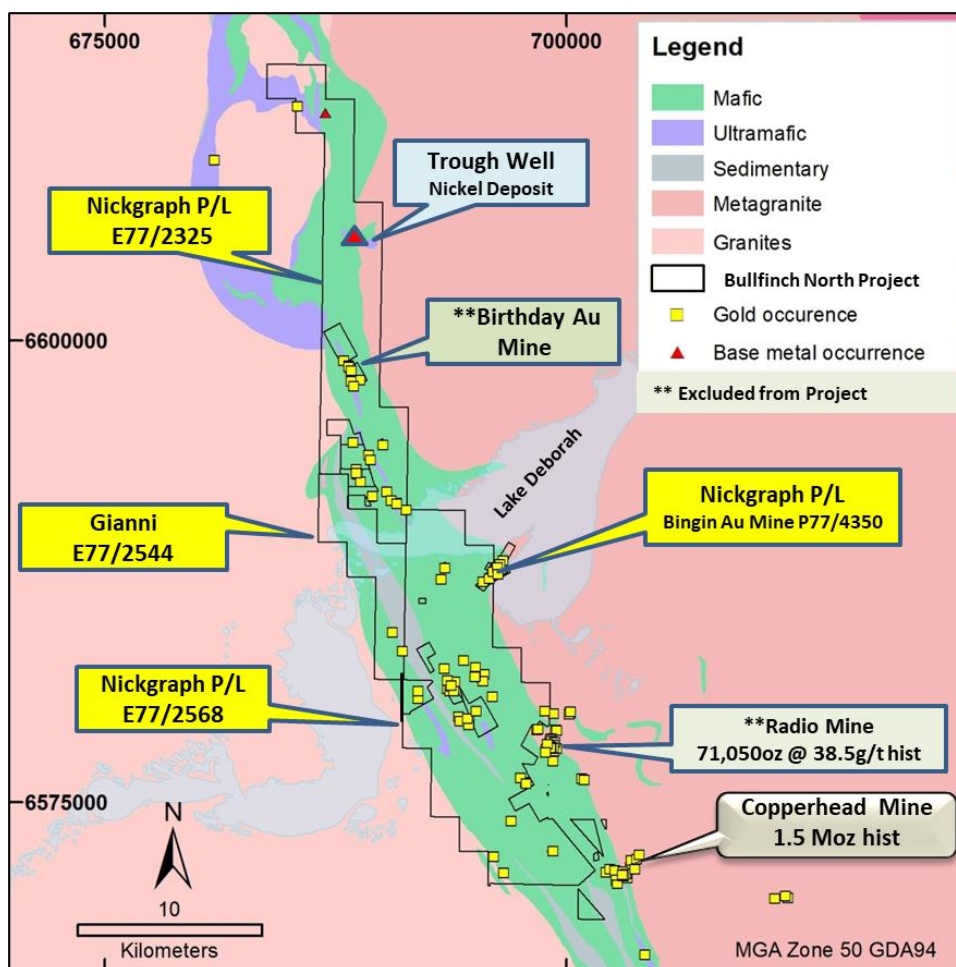 675000
700000
Legend
Mafic
Ultramafic
Sedimentary
Metagranite
Granites
Bullfinch North Project
Gold occurence
Base metal occurrence
** Excluded from Project
Trough Well
Nickel Deposit
Nickgraph P/L
E77/2325
**Birthday Au
Mine
6600000
Lake Deborah
Nickgraph P/L
Bingin Au Mine P77/4350
Gianni
E77/2544
Nickgraph P/L
E77/2568
**Radio Mine
71,050oz @ 38.5g/t hist
6575000
Copperhead Mine
1.5 Moz hist
N
10
Kilometers
MGA Zone 50 GDA94